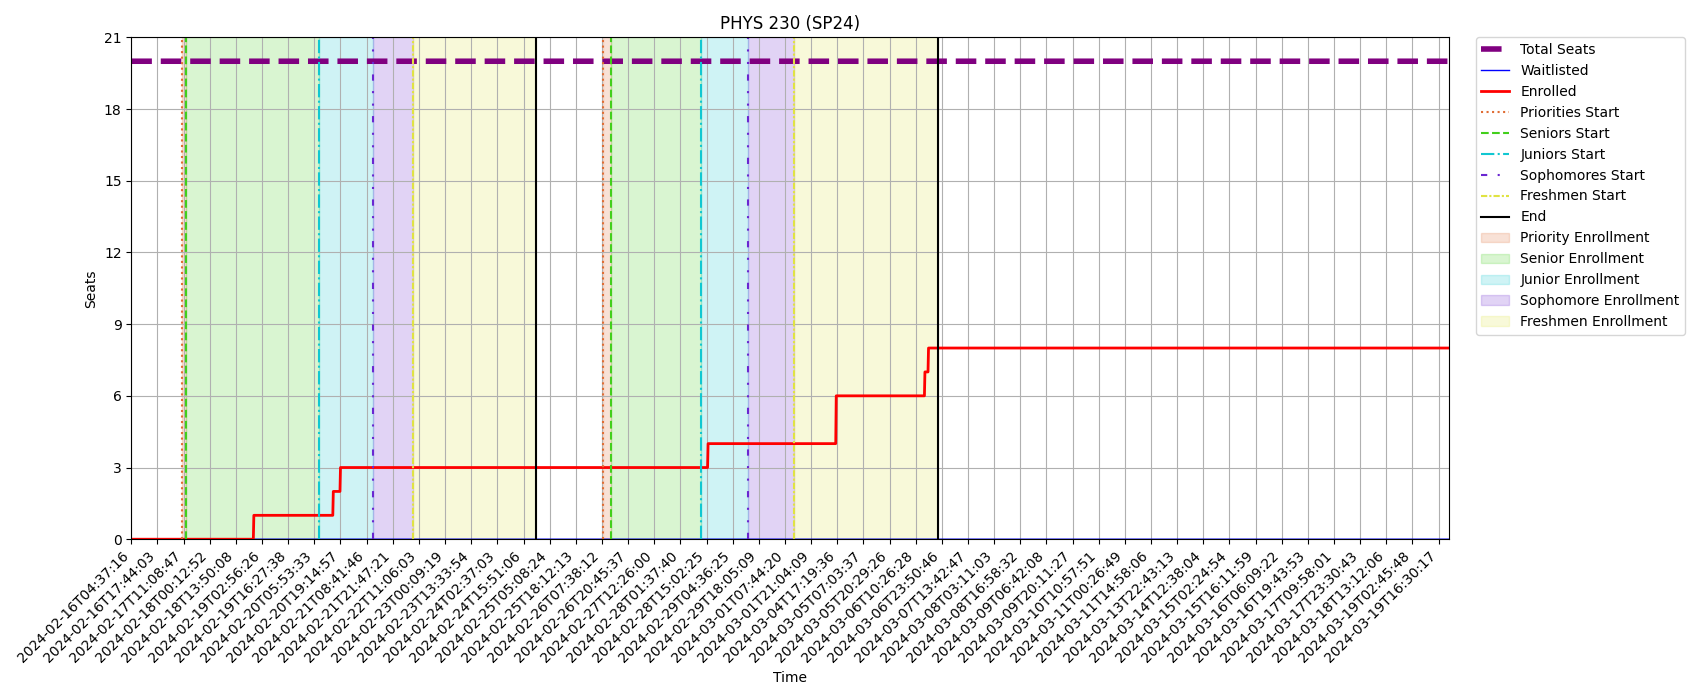 PHYS 230 (SP24)
21
18
15
12
9
6
3
0
Seats
2024-02-16T04:37:16
2024-02-16T17:44:03
2024-02-17T11:08:47
2024-02-18T00:12:52
2024-02-18T13:50:08
2024-02-19T02:56:26
2024-02-19T16:27:38
2024-02-20T05:53:33
2024-02-20T19:14:57
2024-02-21T08:41:46
2024-02-21T21:47:21
2024-02-22T11:06:03
2024-02-23T00:09:19
2024-02-23T13:33:54
2024-02-24T02:37:03
2024-02-24T15:51:06
2024-02-25T05:08:24
2024-02-25T18:12:13
2024-02-26T07:38:12
2024-02-26T20:45:37
2024-02-27T12:26:00
2024-02-28T01:37:40
2024-02-28T15:02:25
2024-02-29T04:36:25
2024-02-29T18:05:09
2024-03-01T07:44:20
2024-03-01T21:04:09
2024-03-04T17:19:36
2024-03-05T07:03:37
2024-03-05T20:29:26
2024-03-06T10:26:28
2024-03-06T23:50:46
2024-03-07T13:42:47
2024-03-08T03:11:03
2024-03-08T16:58:32
2024-03-09T06:42:08
2024-03-09T20:11:27
2024-03-10T10:57:51
2024-03-11T00:26:49
2024-03-11T14:58:06
2024-03-13T22:43:13
2024-03-14T12:38:04
2024-03-15T02:24:54
2024-03-15T16:11:59
2024-03-16T06:09:22
2024-03-16T19:43:53
2024-03-17T09:58:01
2024-03-17T23:30:43
2024-03-18T13:12:06
2024-03-19T02:45:48
2024-03-19T16:30:17
Time
Total Seats
Waitlisted
Enrolled
Priorities Start
Seniors Start
Juniors Start
Sophomores Start
Freshmen Start
End
Priority Enrollment
Senior Enrollment
Junior Enrollment
Sophomore Enrollment
Freshmen Enrollment